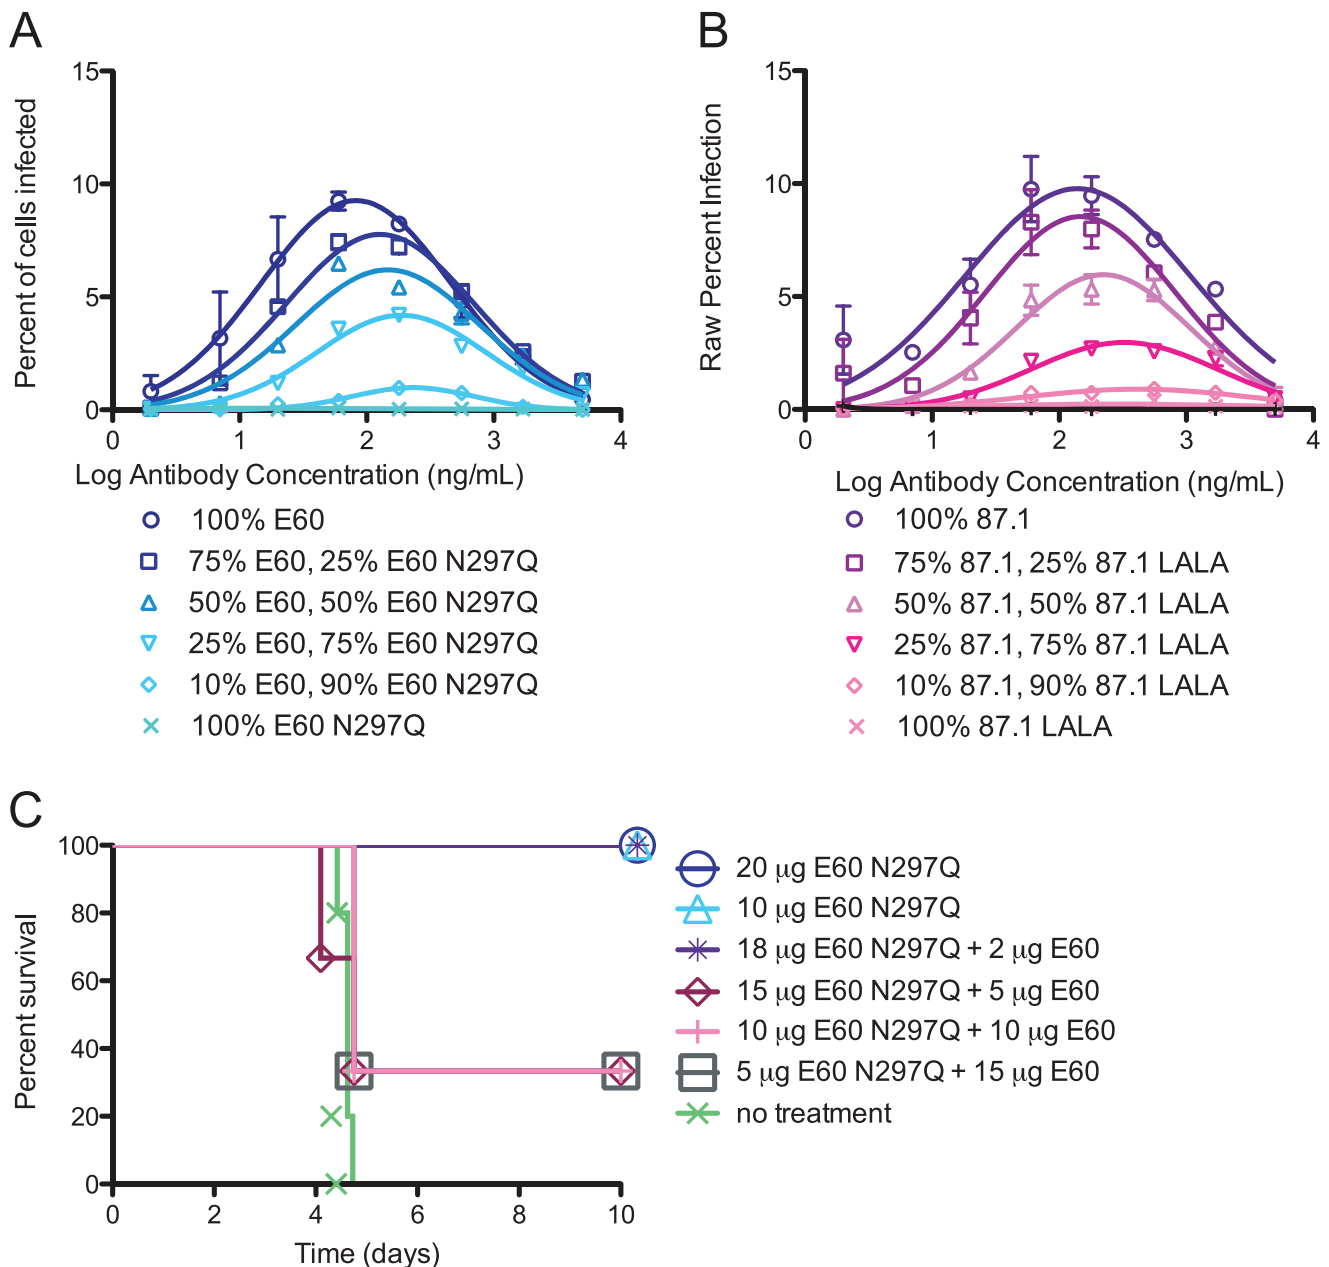 A
15
10
5
0
Percent of cells infected
0 1 2 3 4
Log Antibody Concentration (ng/mL)
100% E60
75% E60, 25% E60 N297Q
50% E60, 50% E60 N297Q
25% E60, 75% E60 N297Q
10% E60, 90% E60 N297Q
100% E60 N297Q
B
15
10
5
0
Raw Percent Infection
0 1 2 3 4
Log Antibody Concentration (ng/mL)
100% 87.1
75% 87.1, 25% 87.1 LALA
50% 87.1, 50% 87.1 LALA
25% 87.1, 75% 87.1 LALA
10% 87.1, 90% 87.1 LALA
100% 87.1 LALA
C
100
80
60
40
20
0
Percent survival
0 2 4 6 8 10
Time (days)
20 μg E60 N297Q
10 μg E60 N297Q
18 μg E60 N297Q + 2 μg E60
15 μg E60 N297Q + 5 μg E60
10 μg E60 N297Q + 10 μg E60
5 μg E60 N297Q + 15 μg E60
no treatment